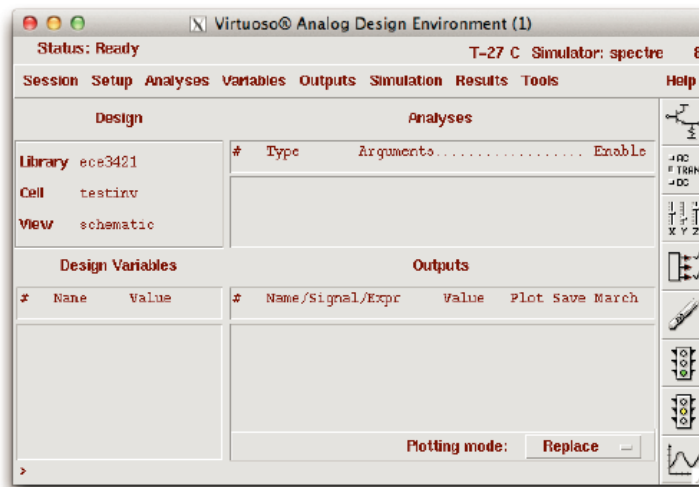 Virtuoso® Analog Design Environment (1)
Status: Ready T=27 C Simulator: spectre 8
Session Setup Analyses Variables Outputs Simulation Results Tools Help
Design
Library ece3421
Cell testinv
View schematic
Analyses
# Type Arguments.................. Enable
Design Variables
# Name Value
Outputs
# Name/Signal/Expr Value Plot Save March
Plotting mode: Replace
>
AC
TRAN
DC
X Y Z